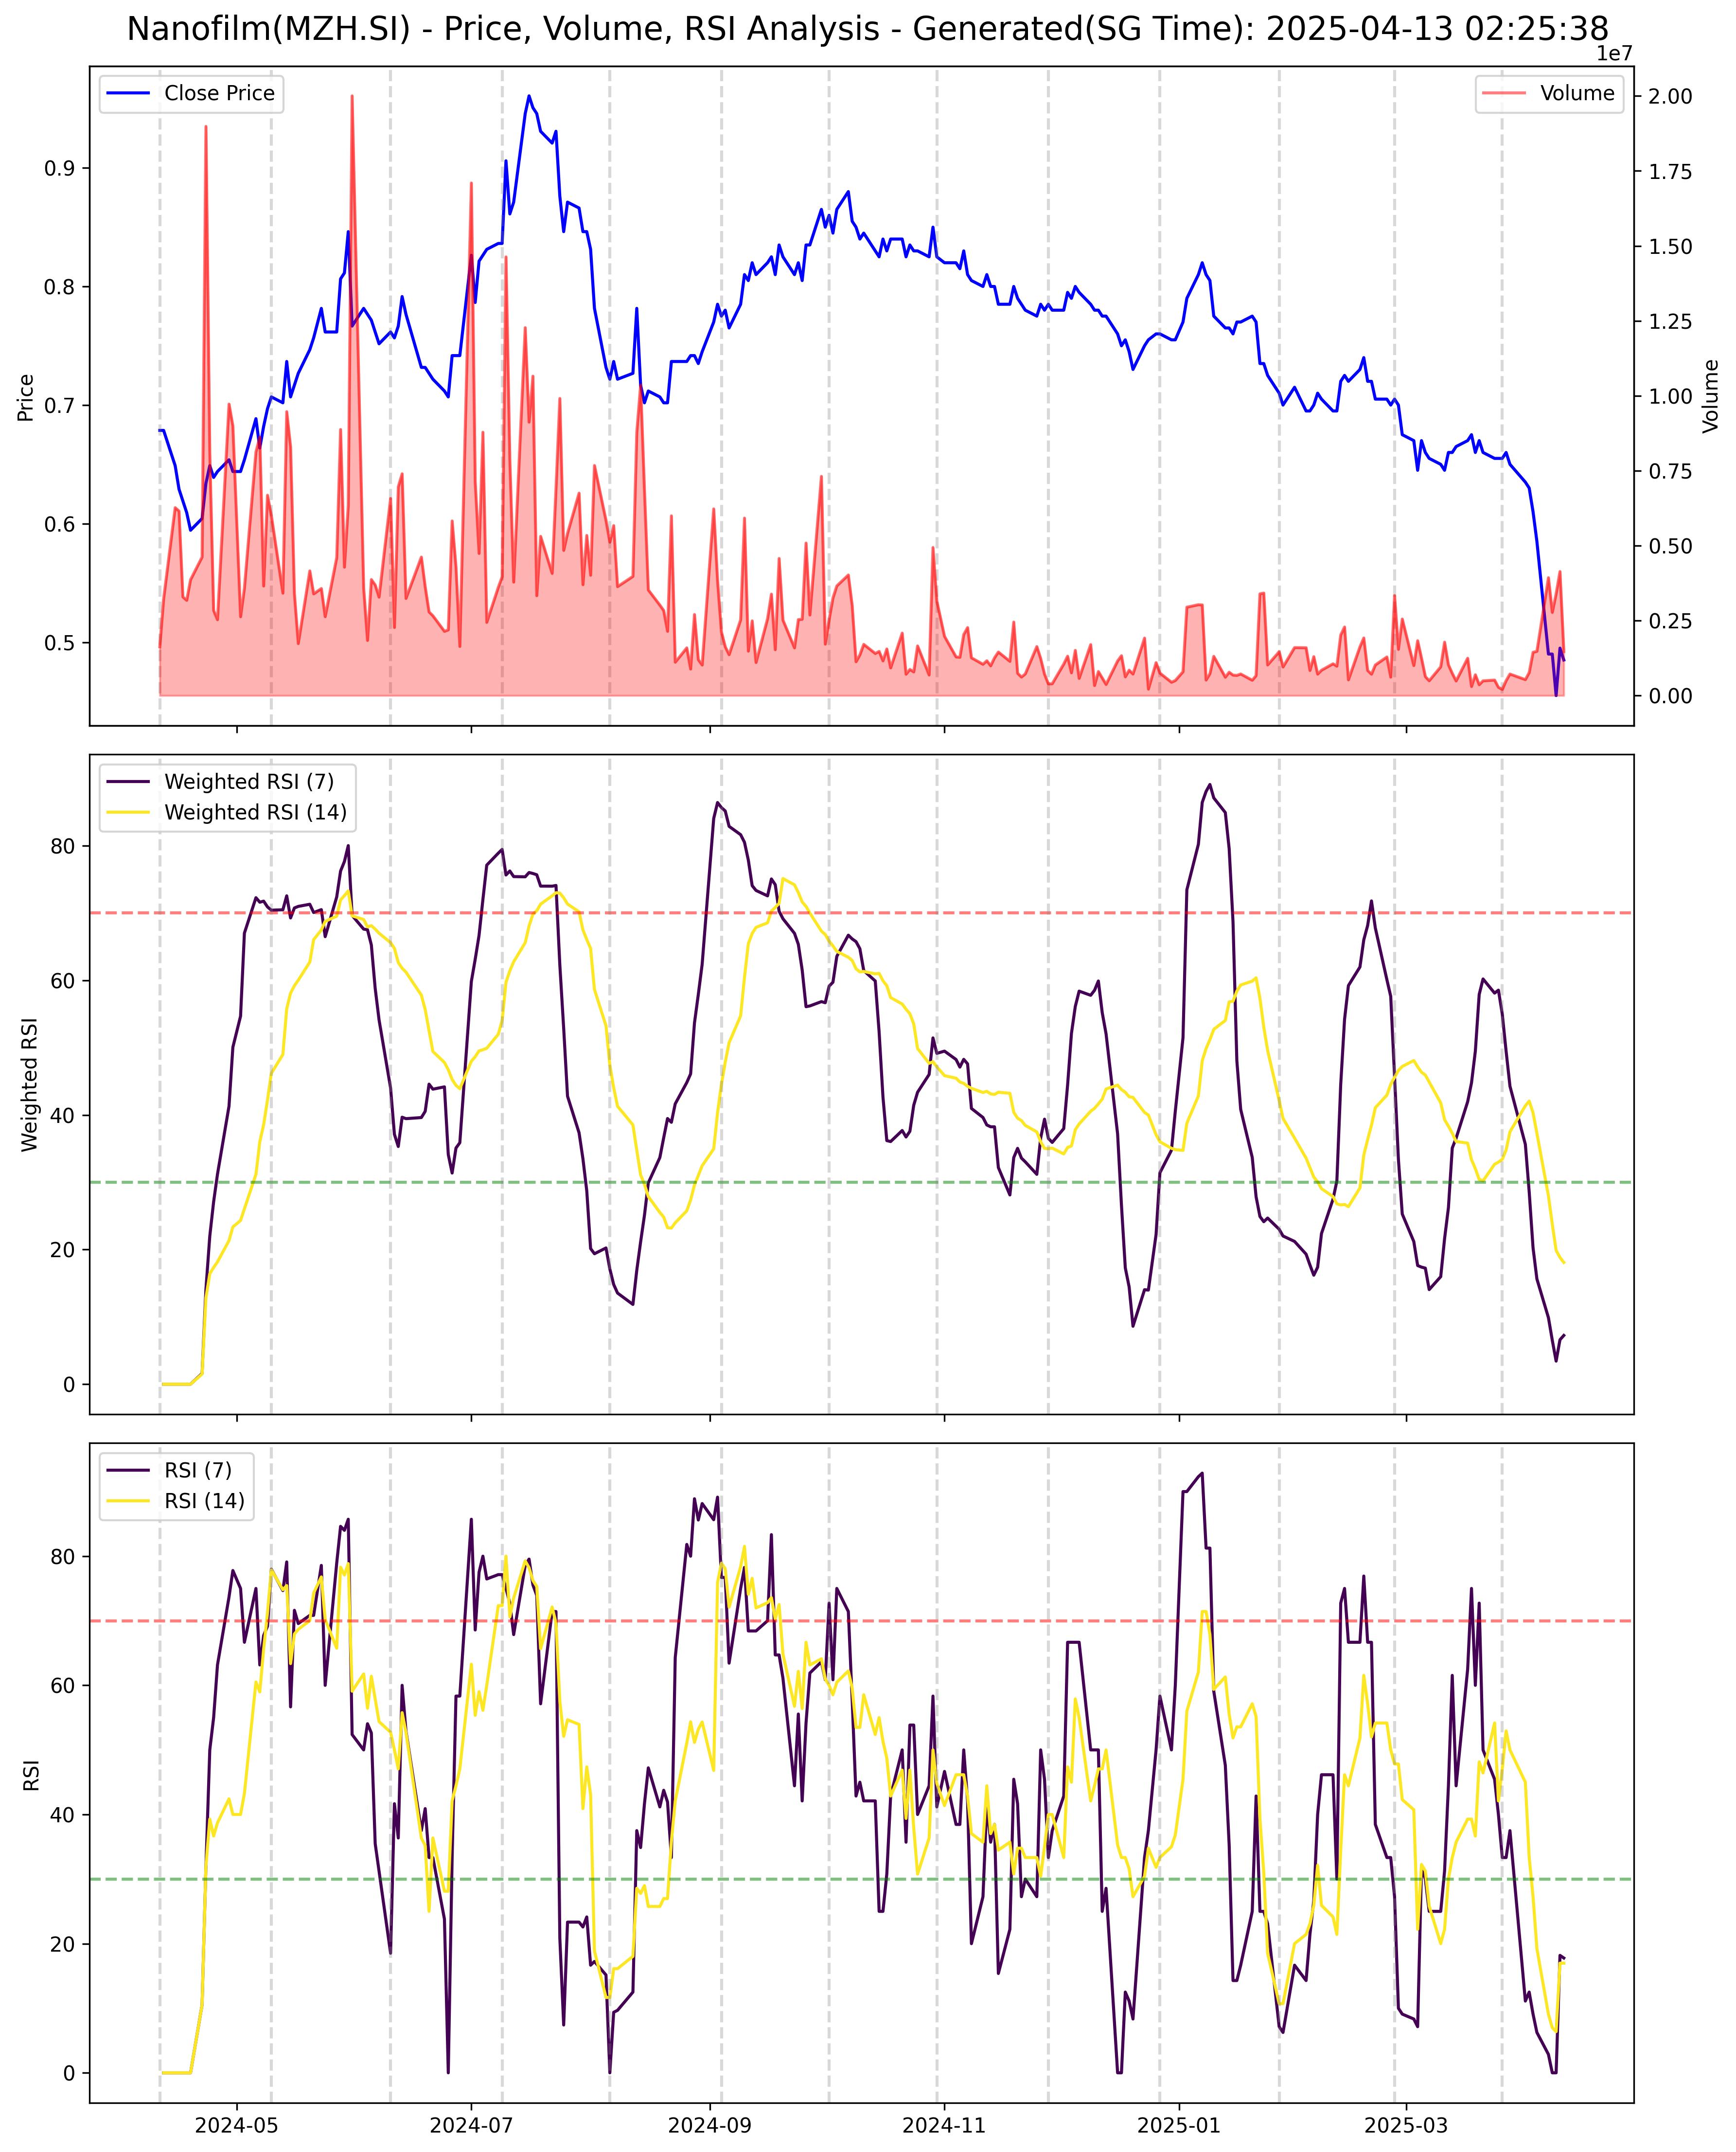 Nanofilm(MZH.SI) - Price, Volume, RSI Analysis - Generated(SG Time): 2025-04-13 02:25:38
1e7
Close Price
Volume
2.00
0.9
1.75
1.50
0.8
1.25
Price
0.7
1.00
Volume
0.75
0.6
0.50
0.25
0.5
0.00
Weighted RSI (7)
Weighted RSI (14)
80
60
Weighted RSI
40
20
0
RSI (7)
RSI (14)
80
60
RSI
40
20
0
2024-05
2024-07
2024-09
2024-11
2025-01
2025-03